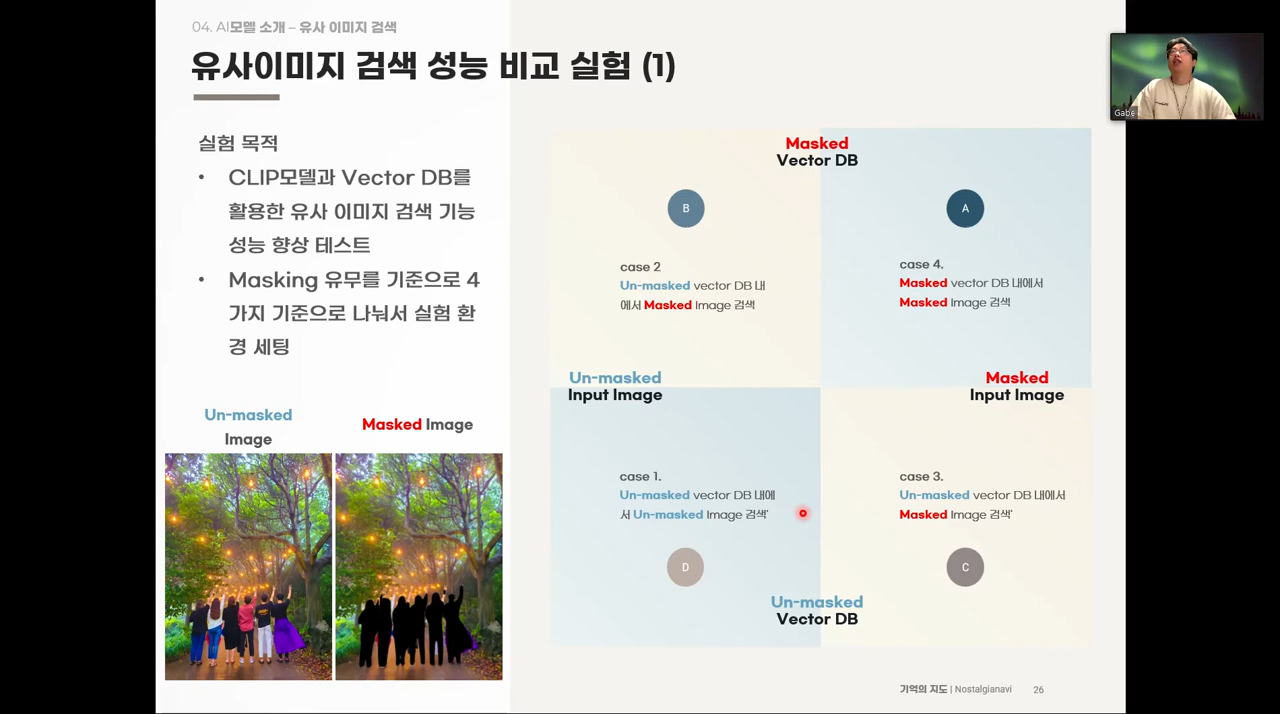 04. AI모델 소개 – 유사 이미지 검색
유사이미지 검색 성능 비교 실험 (1)
실험 목적
• CLIP모델과 Vector DB를
활용한 유사 이미지 검색 기능
성능 향상 테스트
• Masking 유무를 기준으로 4
가지 기준으로 나눠서 실험 환
경 세팅
Un-masked
Image
Masked Image
Masked
Vector DB
B
case 2
Un-masked vector DB 내
에서 Masked Image 검색
A
case 4.
Masked vector DB 내에서
Masked Image 검색
Un-masked
Input Image
Masked
Input Image
case 1.
Un-masked vector DB 내에
서 Un-masked Image 검색'
D
case 3.
Un-masked vector DB 내에서
Masked Image 검색'
C
Un-masked
Vector DB
기억의 지도 | Nostalgianavi 26
Gabe